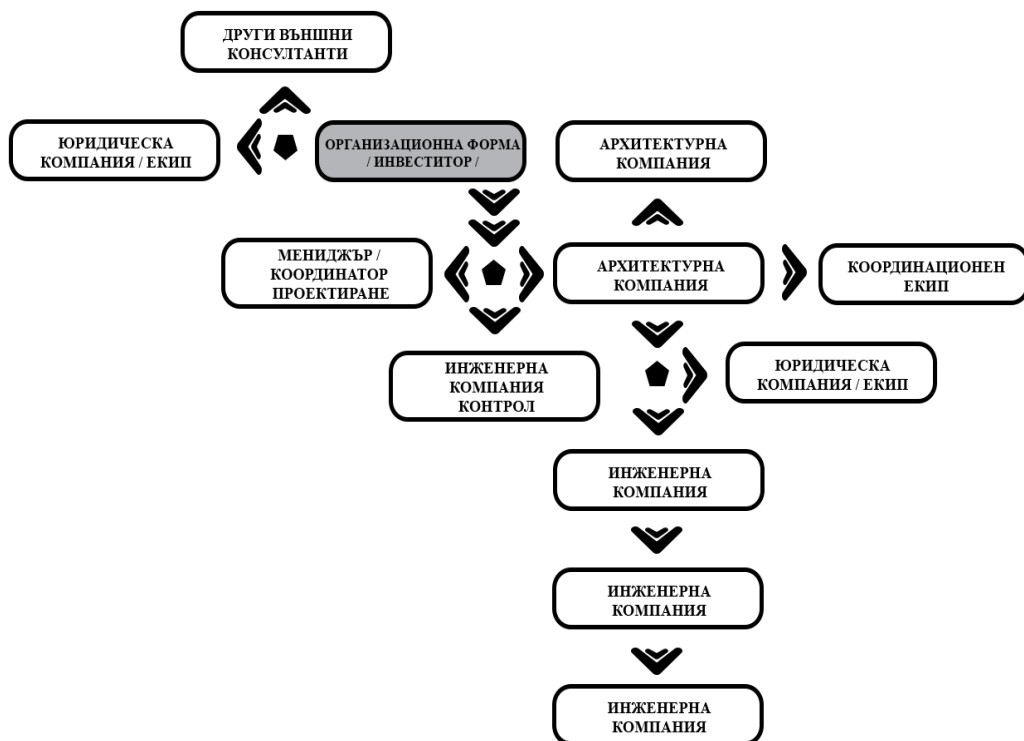 ДРУГИ ВЪНШНИ
КОНСУЛТАНТИ
ЮРИДИЧЕСКА
КОМПАНИЯ / ЕКИП
ОРГАНИЗАЦИОННА ФОРМА
/ ИНВЕСТИТОР /
АРХИТЕКТУРНА
КОМПАНИЯ
МЕНИДЖЪР /
КООРДИНАТОР
ПРОЕКТИРАНЕ
АРХИТЕКТУРНА
КОМПАНИЯ
КООРДИНАЦИОНЕН
ЕКИП
ИНЖЕНЕРНА
КОМПАНИЯ
КОНТРОЛ
ЮРИДИЧЕСКА
КОМПАНИЯ / ЕКИП
ИНЖЕНЕРНА
КОМПАНИЯ
ИНЖЕНЕРНА
КОМПАНИЯ
ИНЖЕНЕРНА
КОМПАНИЯ